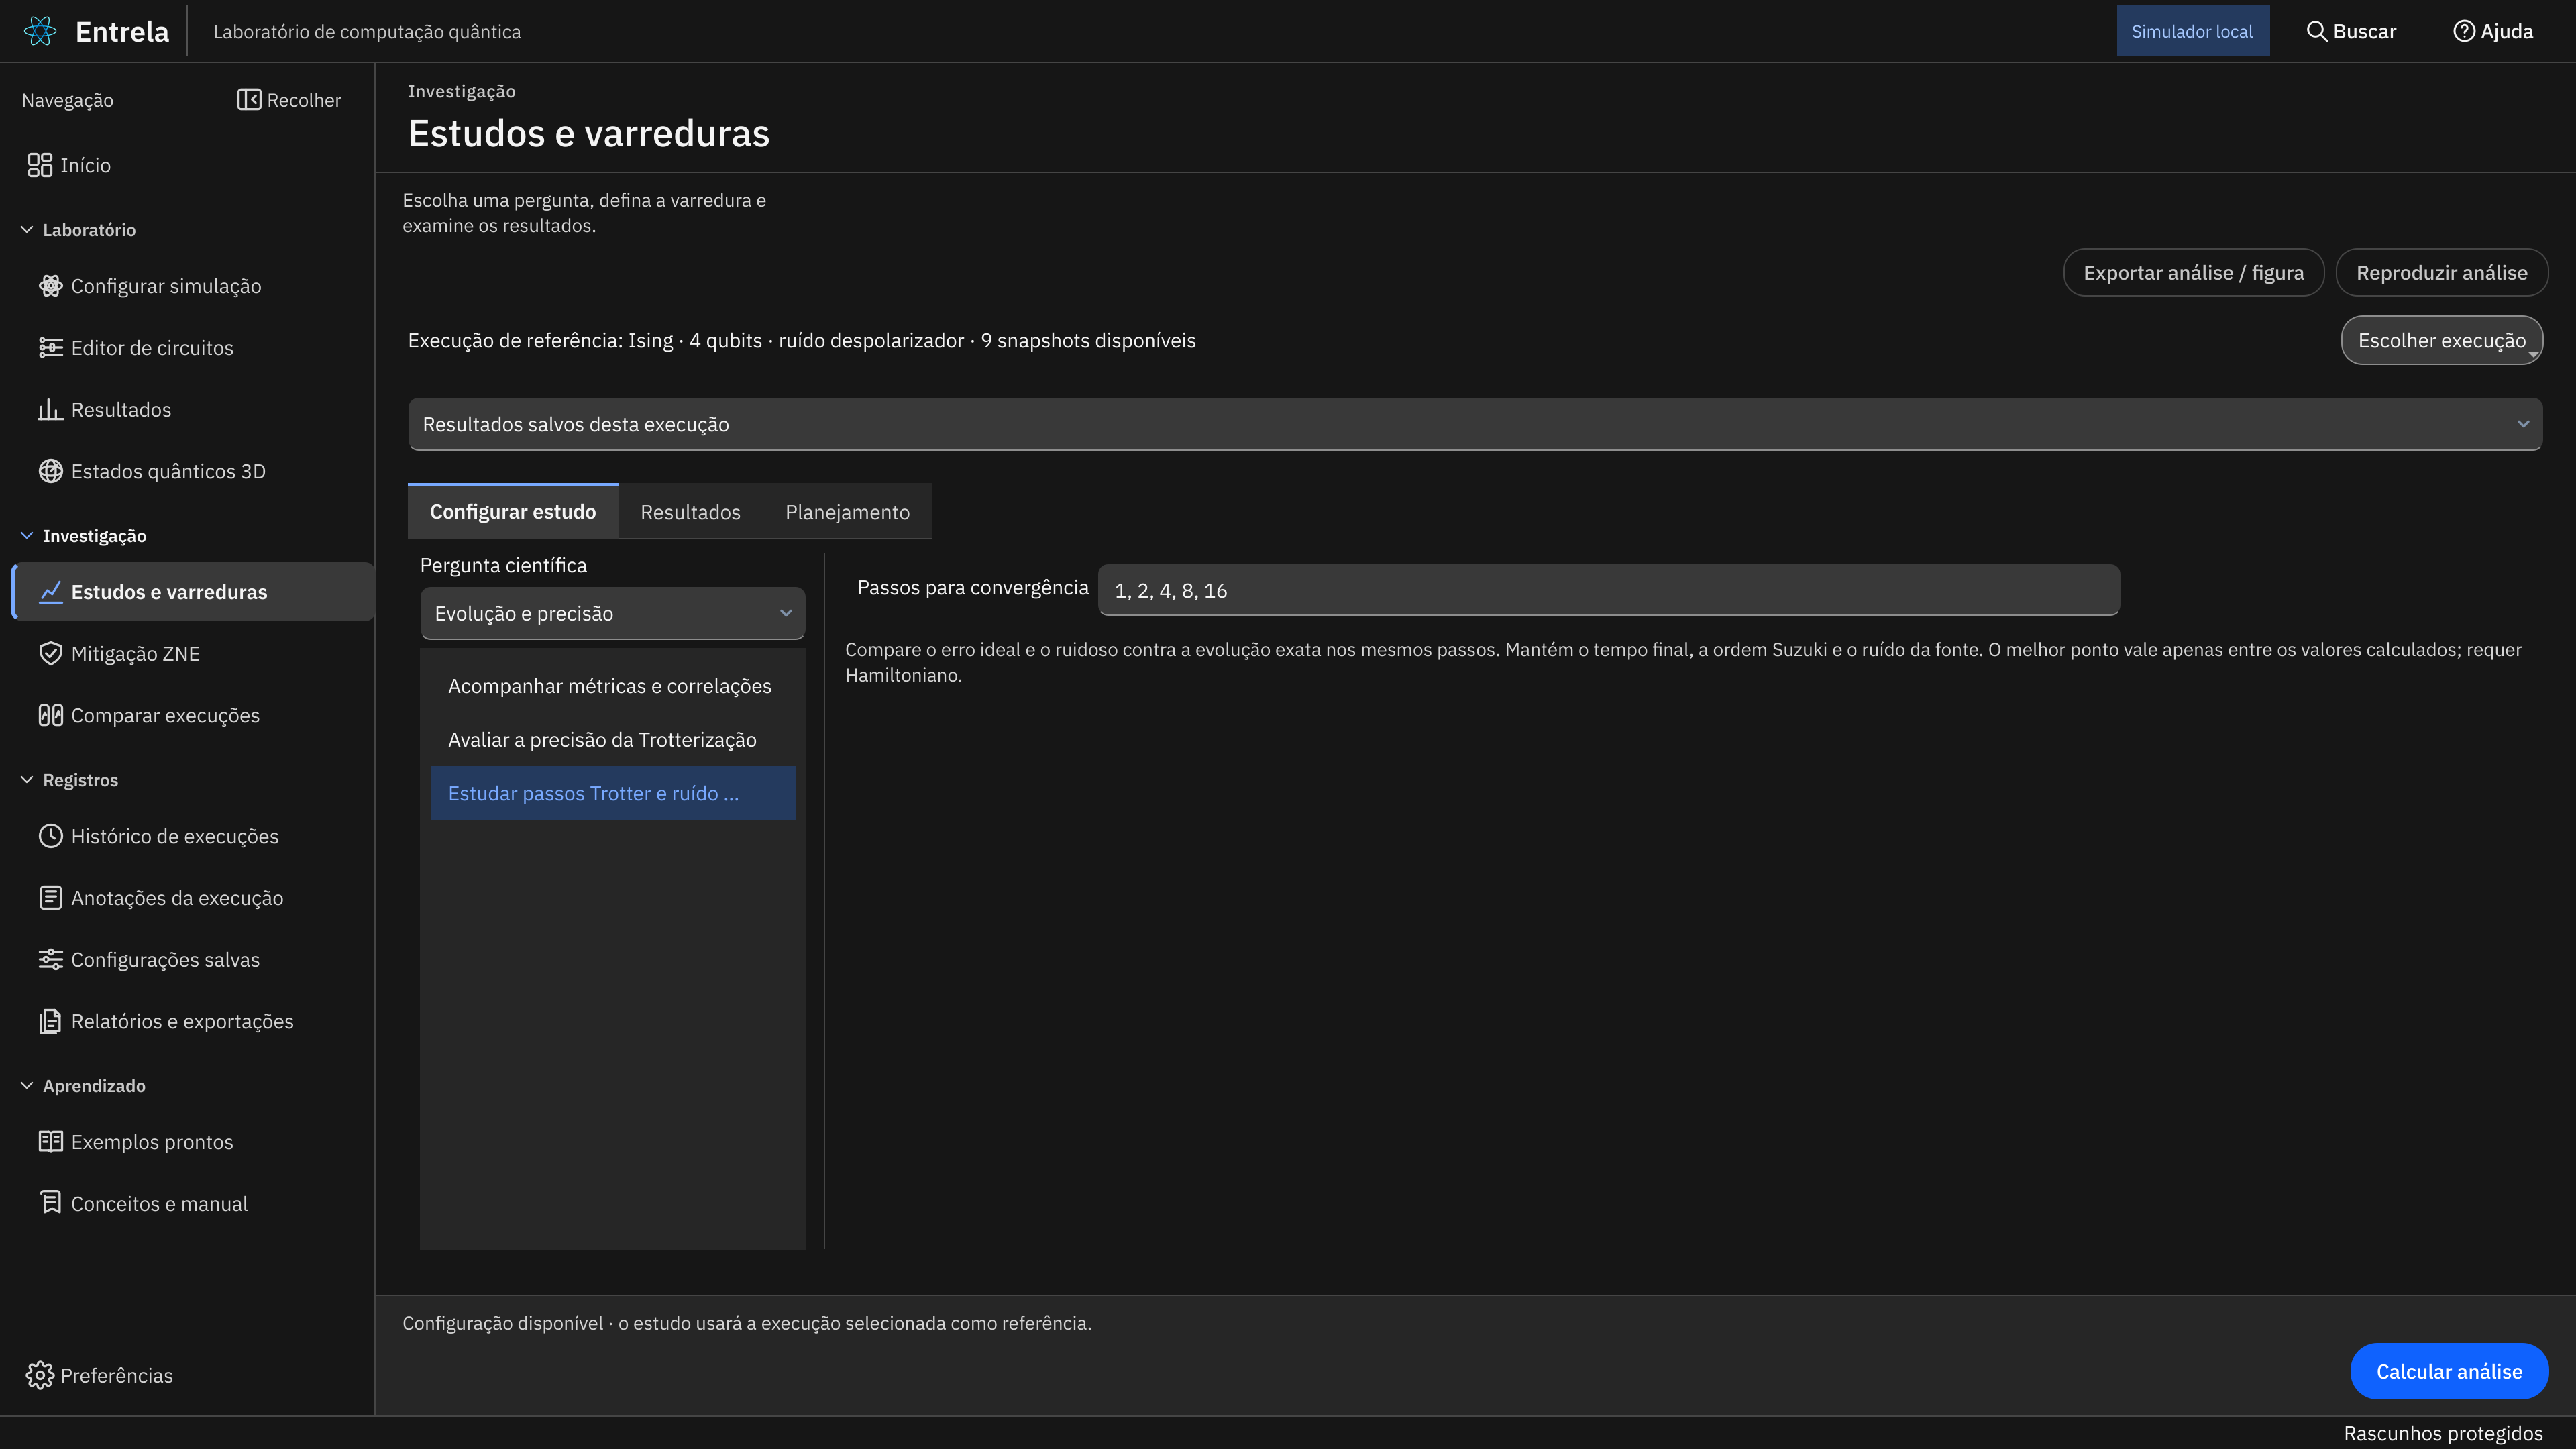 Entrela
Laboratório de computação quântica
Simulador local
Buscar
Ajuda
Navegação
Recolher
Início
Laboratório
Configurar simulação
Editor de circuitos
Resultados
Estados quânticos 3D
Investigação
Estudos e varreduras
Mitigação ZNE
Comparar execuções
Registros
Histórico de execuções
Anotações da execução
Configurações salvas
Relatórios e exportações
Aprendizado
Exemplos prontos
Conceitos e manual
Preferências
Investigação
Estudos e varreduras
Escolha uma pergunta, defina a varredura e
examine os resultados.
Exportar análise / figura
Reproduzir análise
Execução de referência: Ising · 4 qubits · ruído despolarizador · 9 snapshots disponíveis
Escolher execução
Resultados salvos desta execução
Configurar estudo
Resultados
Planejamento
Pergunta científica
Evolução e precisão
Acompanhar métricas e correlações
Avaliar a precisão da Trotterização
Estudar passos Trotter e ruído ...
Passos para convergência
1, 2, 4, 8, 16
Compare o erro ideal e o ruidoso contra a evolução exata nos mesmos passos. Mantém o tempo final, a ordem Suzuki e o ruído da fonte. O melhor ponto vale apenas entre os valores calculados; requer
Hamiltoniano.
Configuração disponível · o estudo usará a execução selecionada como referência.
Calcular análise
Rascunhos protegidos